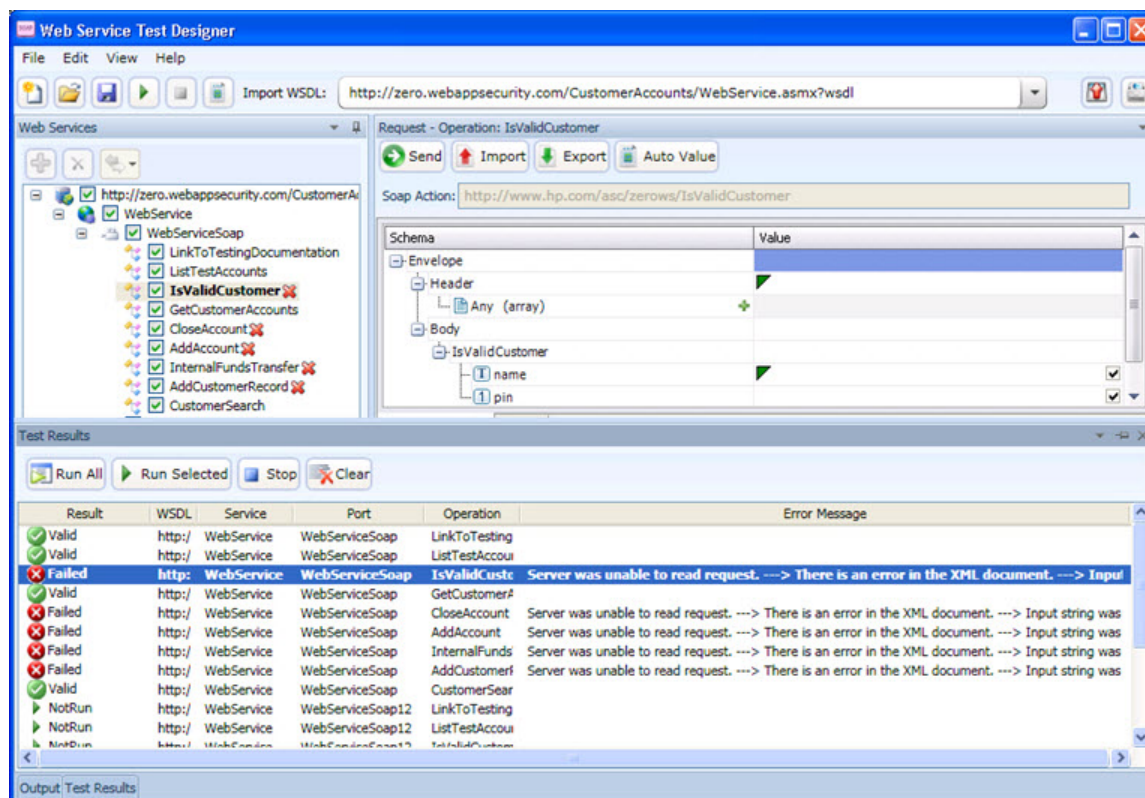 Web Service Test Designer
File Edit View Help
Import WSDL: http://zero.webappsecurity.com/CustomerAccounts/WebService.asmx?wsdl
Web Services
http://zero.webappsecurity.com/CustomerA
WebService
WebServiceSoap
LinkToTestingDocumentation
ListTestAccounts
IsValidCustomer
GetCustomerAccounts
CloseAccount
AddAccount
InternalFundsTransfer
AddCustomerRecord
CustomerSearch
Request - Operation: IsValidCustomer
Send Import Export Auto Value
Soap Action: http://www.hp.com/asc/zerows/IsValidCustomer
Schema Value
Envelope
Header
Any (array)
Body
IsValidCustomer
name
pin
Test Results
Run All Run Selected Stop Clear
Result WSDL Service Port Operation Error Message
Valid http:/ WebService WebServiceSoap LinkToTesting
Valid http:/ WebService WebServiceSoap ListTestAccou
Failed http: WebService WebServiceSoap IsValidCusto Server was unable to read request. ---> There is an error in the XML document. ---> Input
Valid http:/ WebService WebServiceSoap GetCustomerA
Failed http:/ WebService WebServiceSoap CloseAccount Server was unable to read request. ---> There is an error in the XML document. ---> Input string was
Failed http:/ WebService WebServiceSoap AddAccount Server was unable to read request. ---> There is an error in the XML document. ---> Input string was
Failed http:/ WebService WebServiceSoap InternalFunds Server was unable to read request. ---> There is an error in the XML document. ---> Input string was
Failed http:/ WebService WebServiceSoap AddCustomerR Server was unable to read request. ---> There is an error in the XML document. ---> Input string was
Valid http:/ WebService WebServiceSoap CustomerSear
NotRun http:/ WebService WebServiceSoap12 LinkToTesting
NotRun http:/ WebService WebServiceSoap12 ListTestAccou
NotRun http:/ WebService WebServiceSoap12 IsValidCustom
Output Test Results